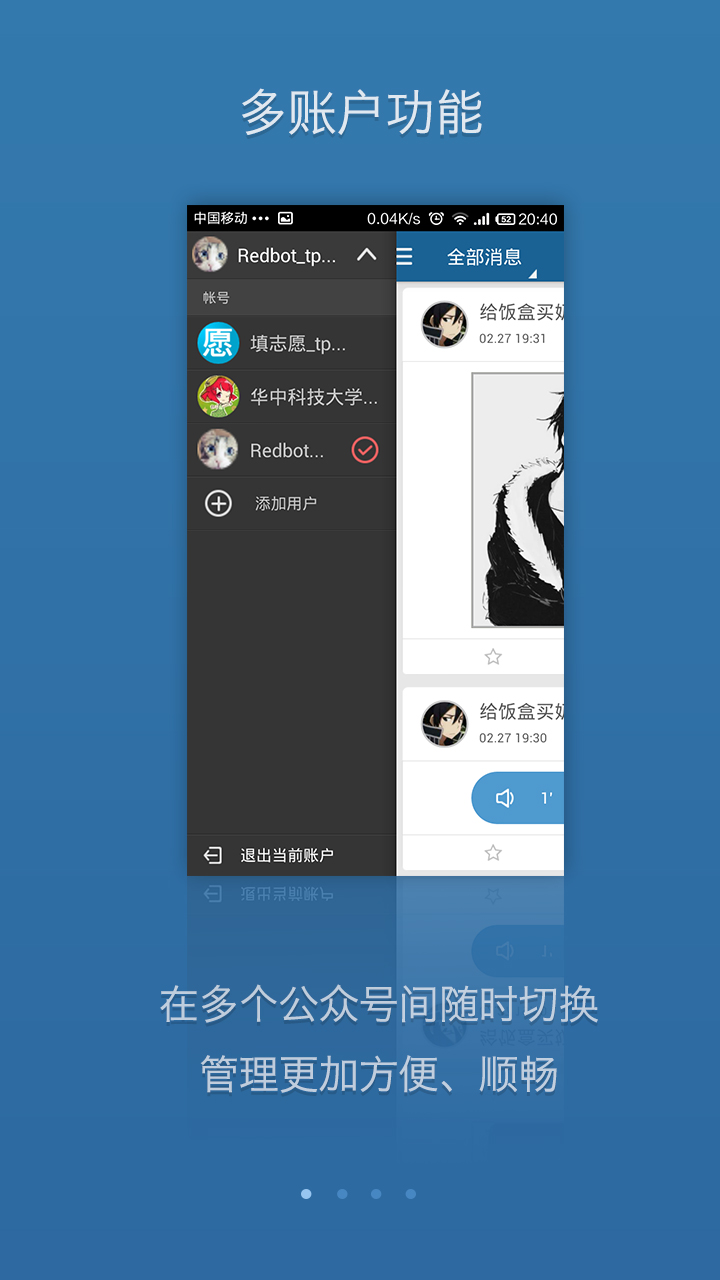 多账户功能
中国移动 ••• 0.04K/s 52 20:40
Redbot_tp...
全部消息
帐号
给饭盒买奶
02.27 19:31
愿 填志愿_tp...
华中科技大学...
Redbot...
添加用户
给饭盒买奶
02.27 19:30
1'
退出当前账户
在多个公众号间随时切换
管理更加方便、顺畅